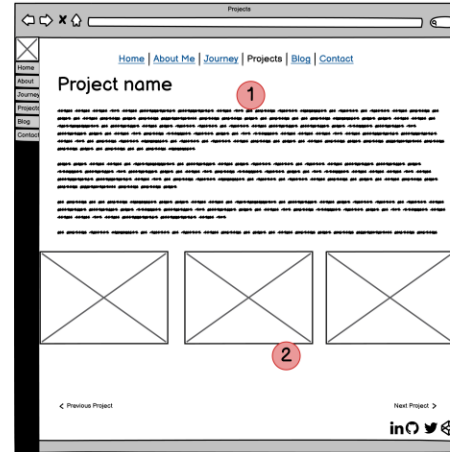 Projects
Home
About
Journey
Projects
Blog
Contact
Home | About Me | Journey | Projects | Blog | Contact
Project name
1
2
Previous Project
Next Project
in